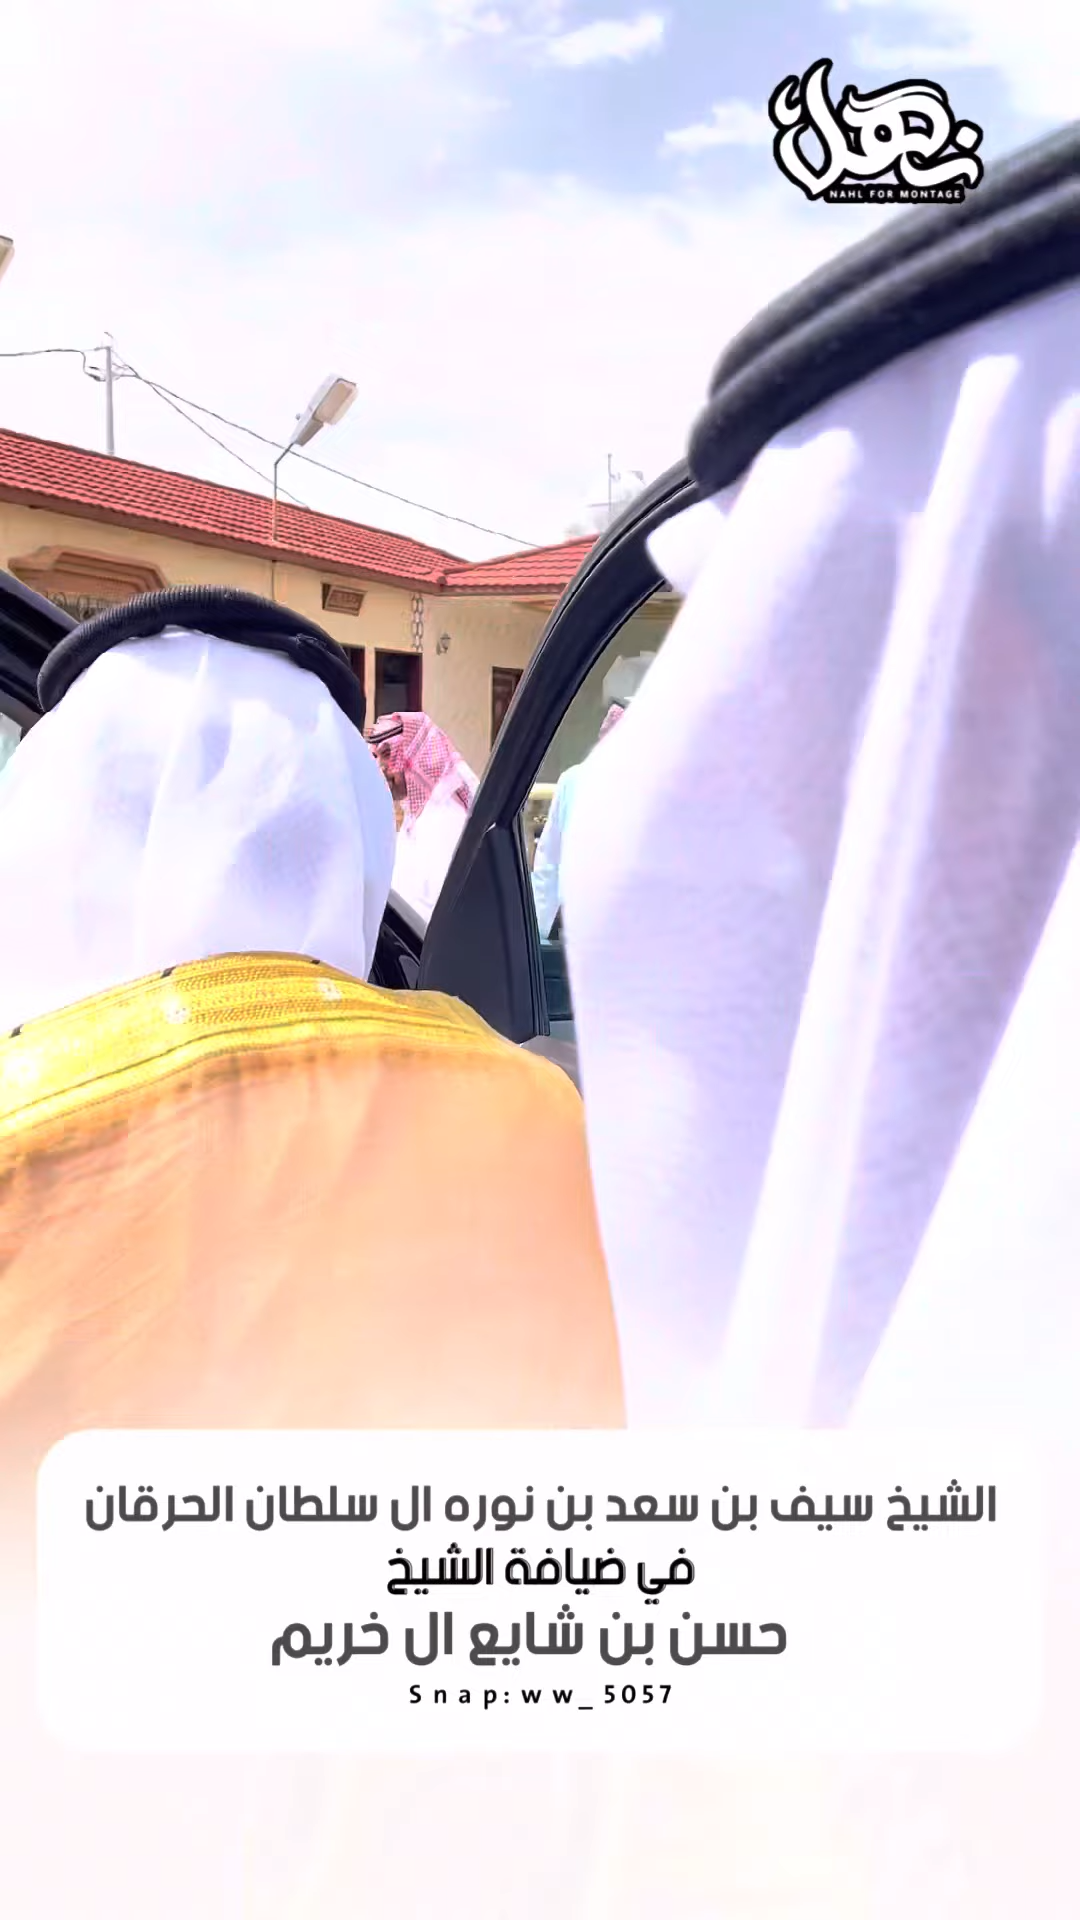 نهل
NAHL FOR MONTAGE
الشيخ سيف بن سعد بن نوره ال سلطان الحرقان
في ضيافة الشيخ
حسن بن شايع ال خريم
Snap:ww_5057